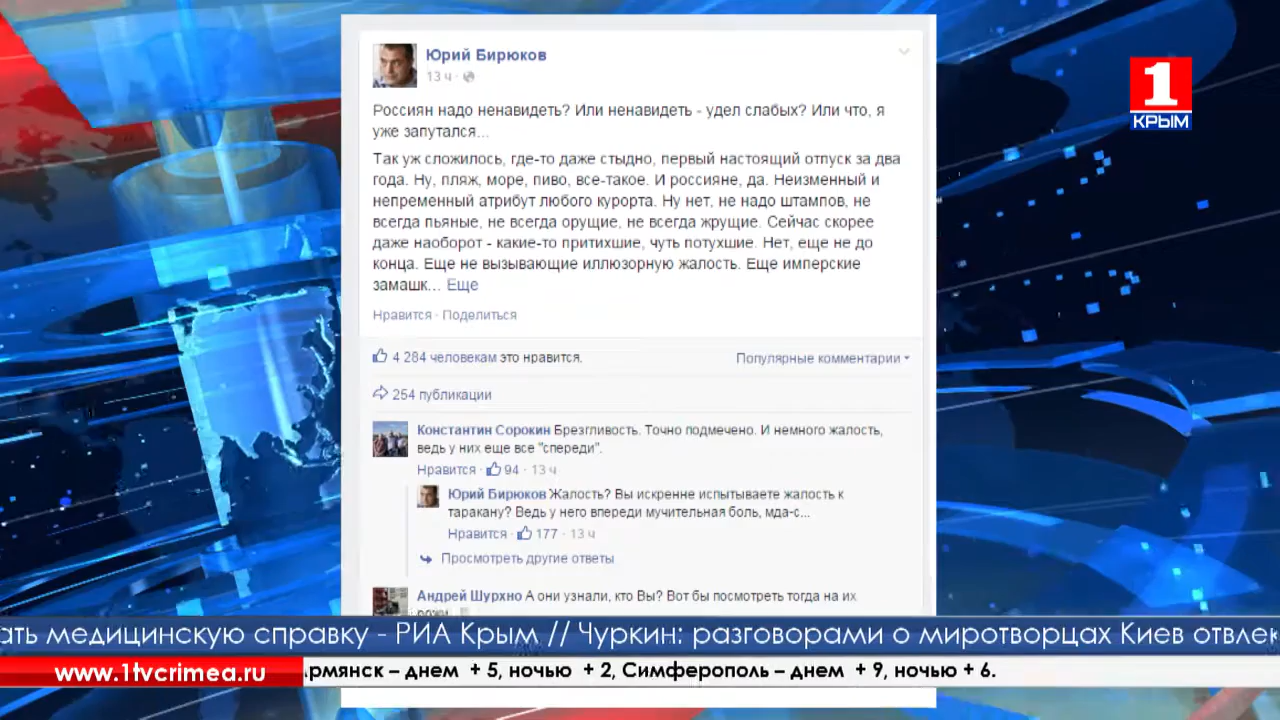 Юрий Бирюков
13 ч ·
Россиян надо ненавидеть? Или ненавидеть - удел слабых? Или что, я
уже запутался...
Так уж сложилось, где-то даже стыдно, первый настоящий отпуск за два
года. Ну, пляж, море, пиво, все-такое. И россияне, да. Неизменный и
непременный атрибут любого курорта. Ну нет, не надо штампов, не
всегда пьяные, не всегда орущие, не всегда жрущие. Сейчас скорее
даже наоборот - какие-то притихшие, чуть потухшие. Нет, еще не до
конца. Еще не вызывающие иллюзорную жалость. Еще имперские
замашк... Еще
Нравится · Поделиться
4 284 человекам это нравится.
Популярные комментарии
254 публикации
Константин Сорокин Брезгливость. Точно подмечено. И немного жалость,
ведь у них еще все "спереди".
Нравится · 94 · 13 ч
Юрий Бирюков Жалость? Вы искренне испытываете жалость к
таракану? Ведь у него впереди мучительная боль, мда-с...
Нравится · 177 · 13 ч
Просмотреть другие ответы
Андрей Шурхно А они узнали, кто Вы? Вот бы посмотреть тогда на их
рожи
1
КРЫМ
ать медицинскую справку - РИА Крым // Чуркин: разговорами о миротворцах Киев отвлек
www.1tvcrimea.ru
Армянск – днем + 5, ночью + 2, Симферополь – днем + 9, ночью + 6.